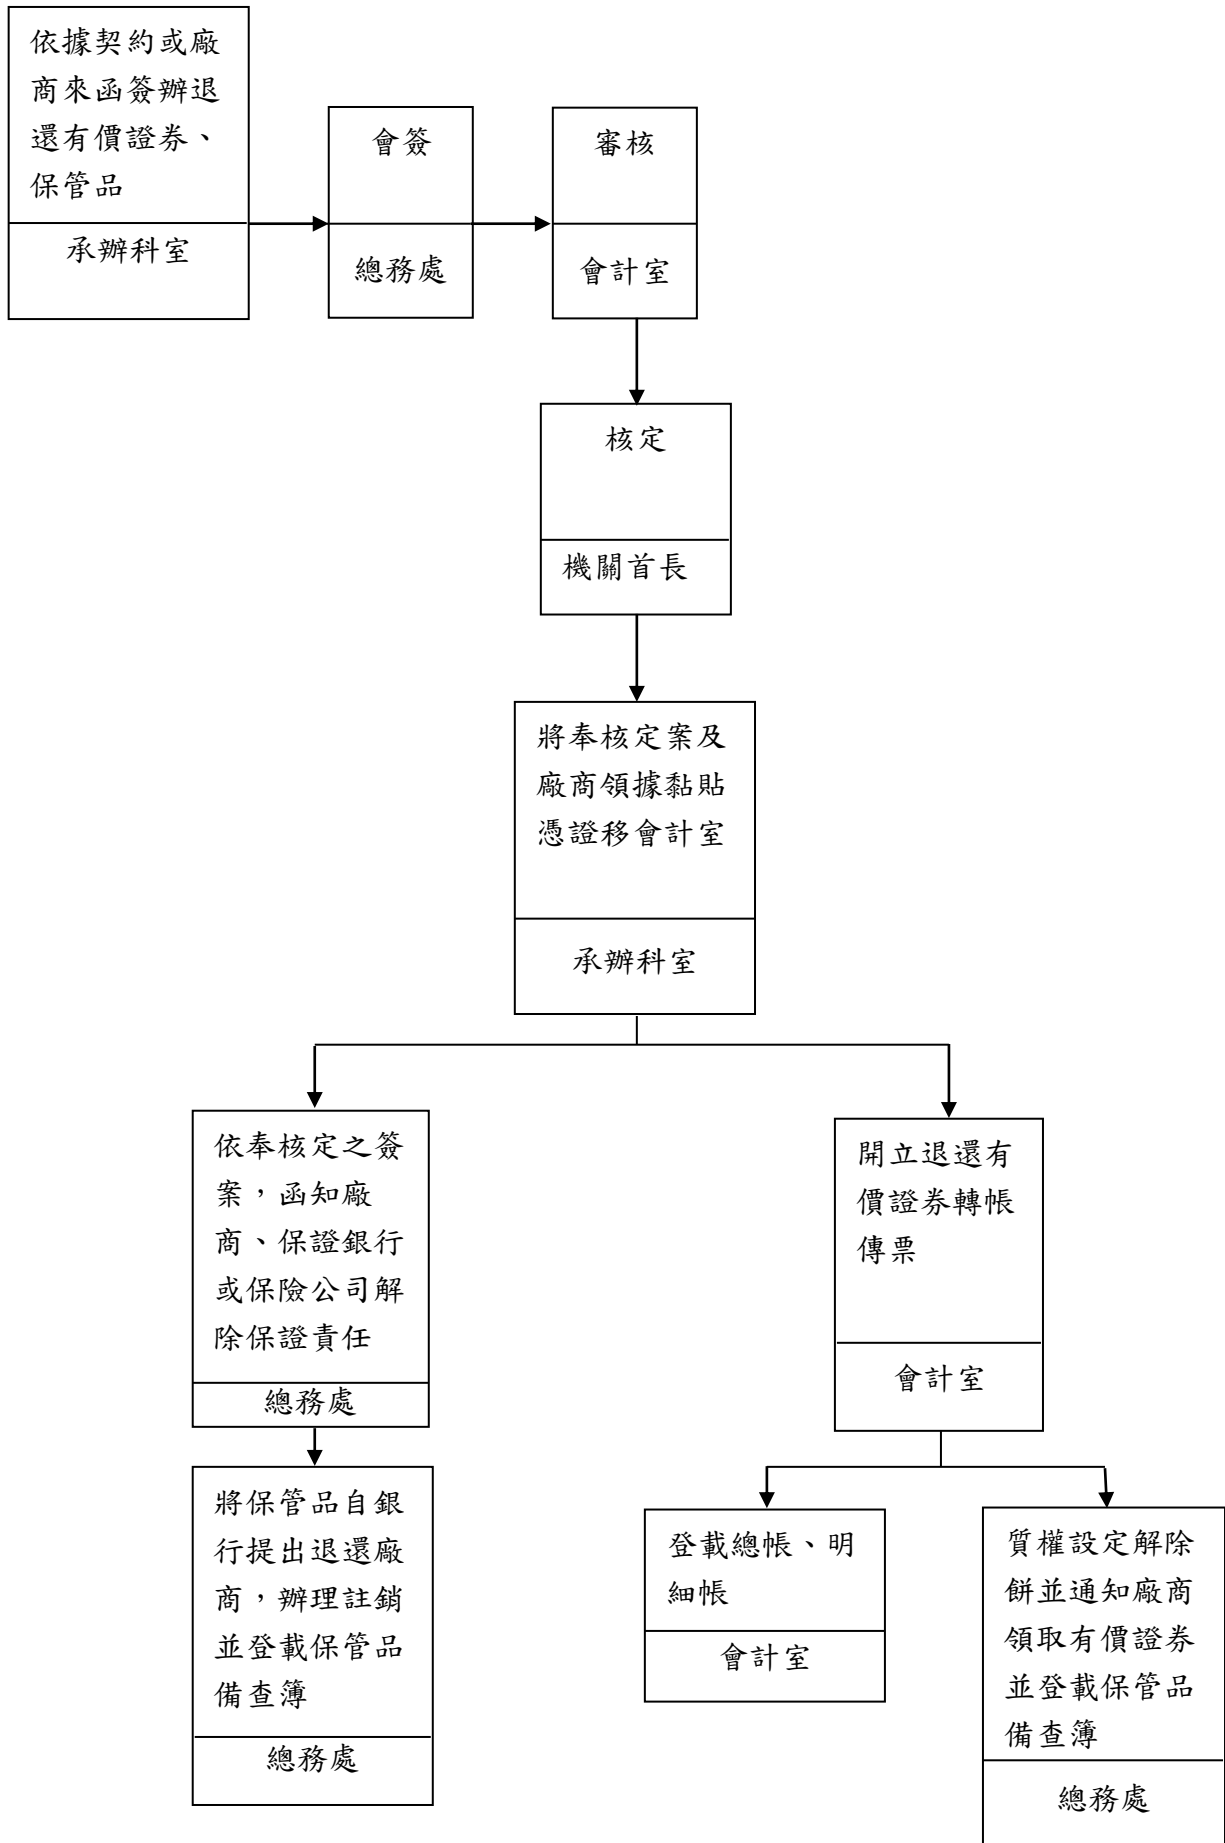 依據契約或廠
商來函簽辦退
還有價證券、
保管品
承辦科室
會簽
總務處
審核
會計室
核定
機關首長
將奉核定案及
廠商領據黏貼
憑證移會計室
承辦科室
依奉核定之簽
案，函知廠
商、保證銀行
或保險公司解
除保證責任
總務處
將保管品自銀
行提出退還廠
商，辦理註銷
並登載保管品
備查簿
總務處
開立退還有
價證券轉帳
傳票
會計室
登載總帳、明
細帳
會計室
質權設定解除
餅並通知廠商
領取有價證券
並登載保管品
備查簿
總務處